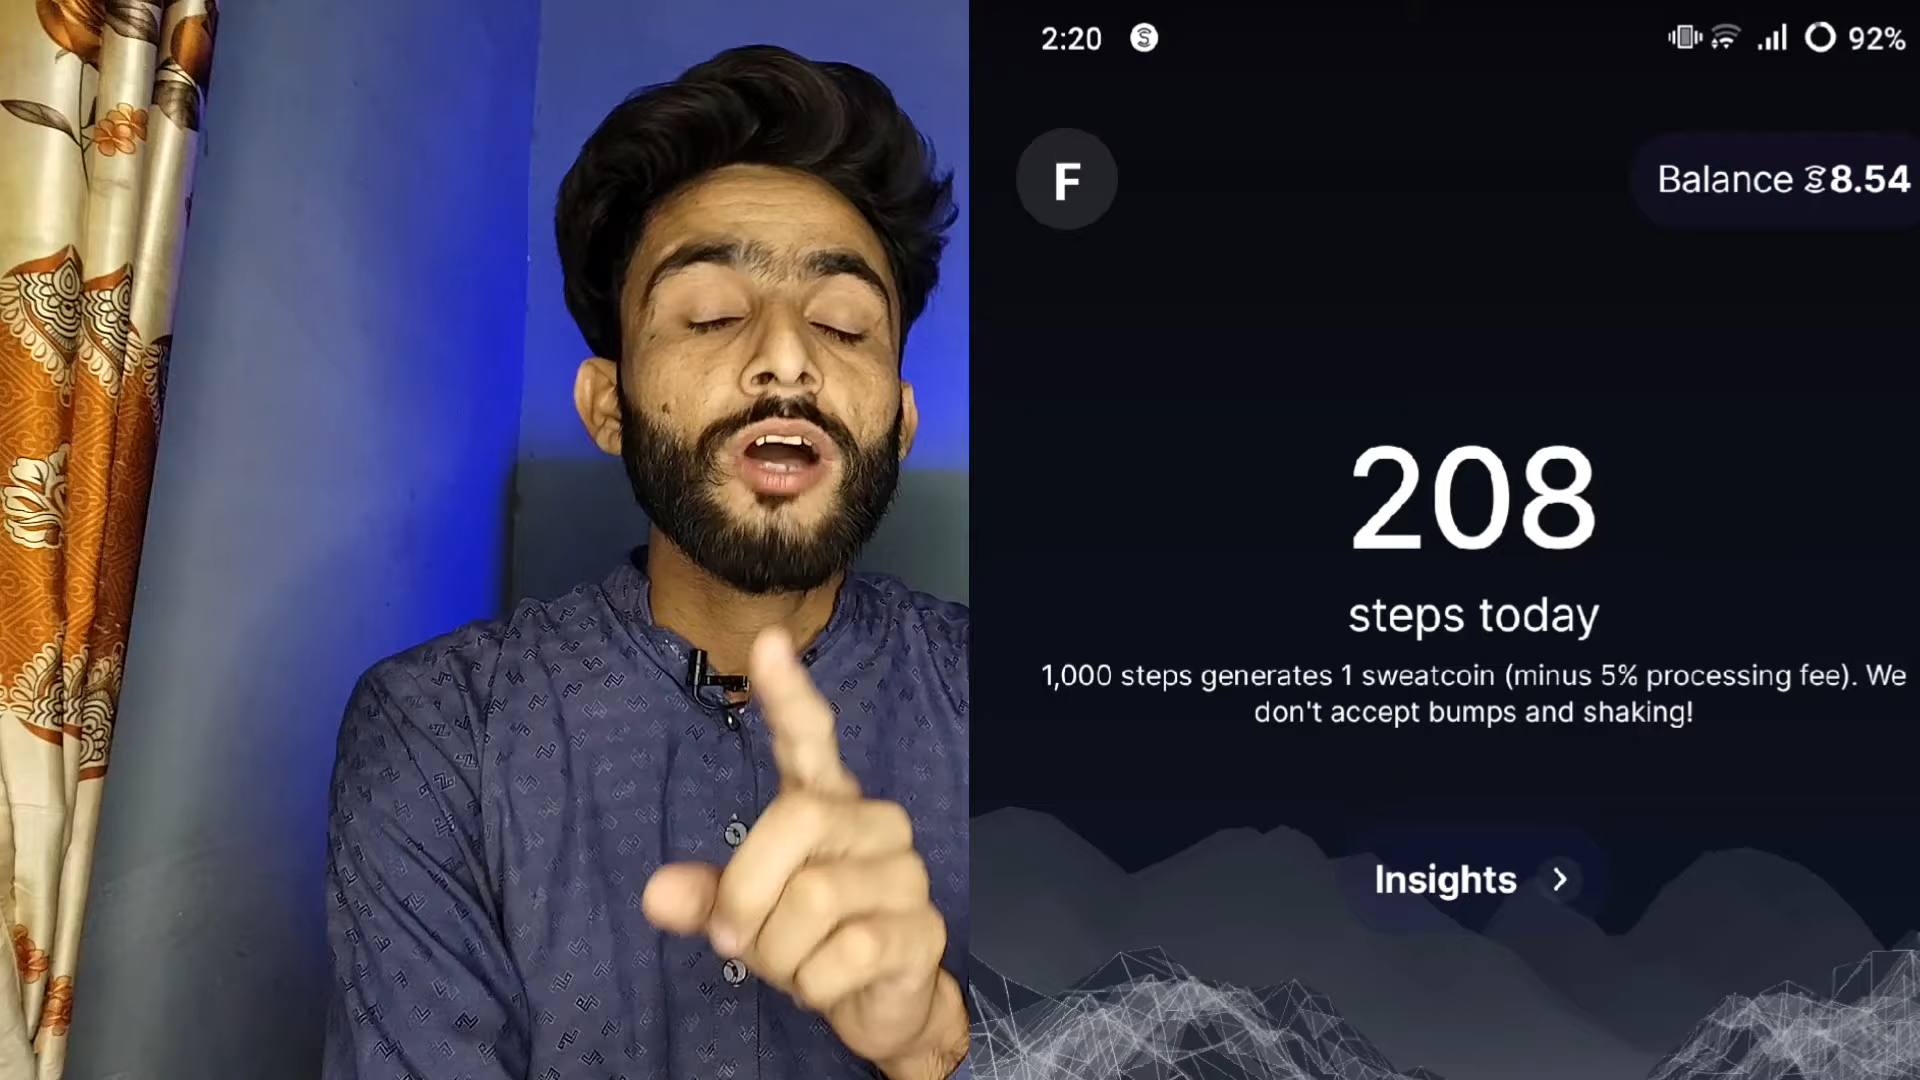 2:20 92%
F
Balance 8.54
208
steps today
1,000 steps generates 1 sweatcoin (minus 5% processing fee). We
don't accept bumps and shaking!
Insights